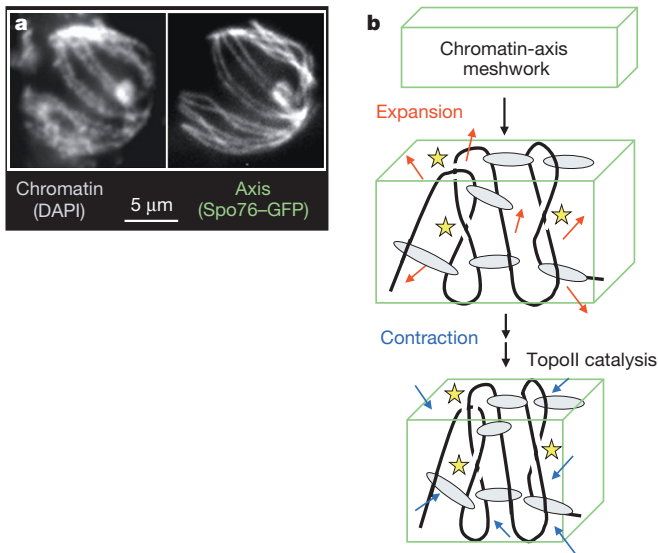 a
Chromatin
(DAPI)
5 μm
Axis
(Spo76–GFP)
b
Chromatin-axis
meshwork
Expansion
Contraction
TopoII catalysis